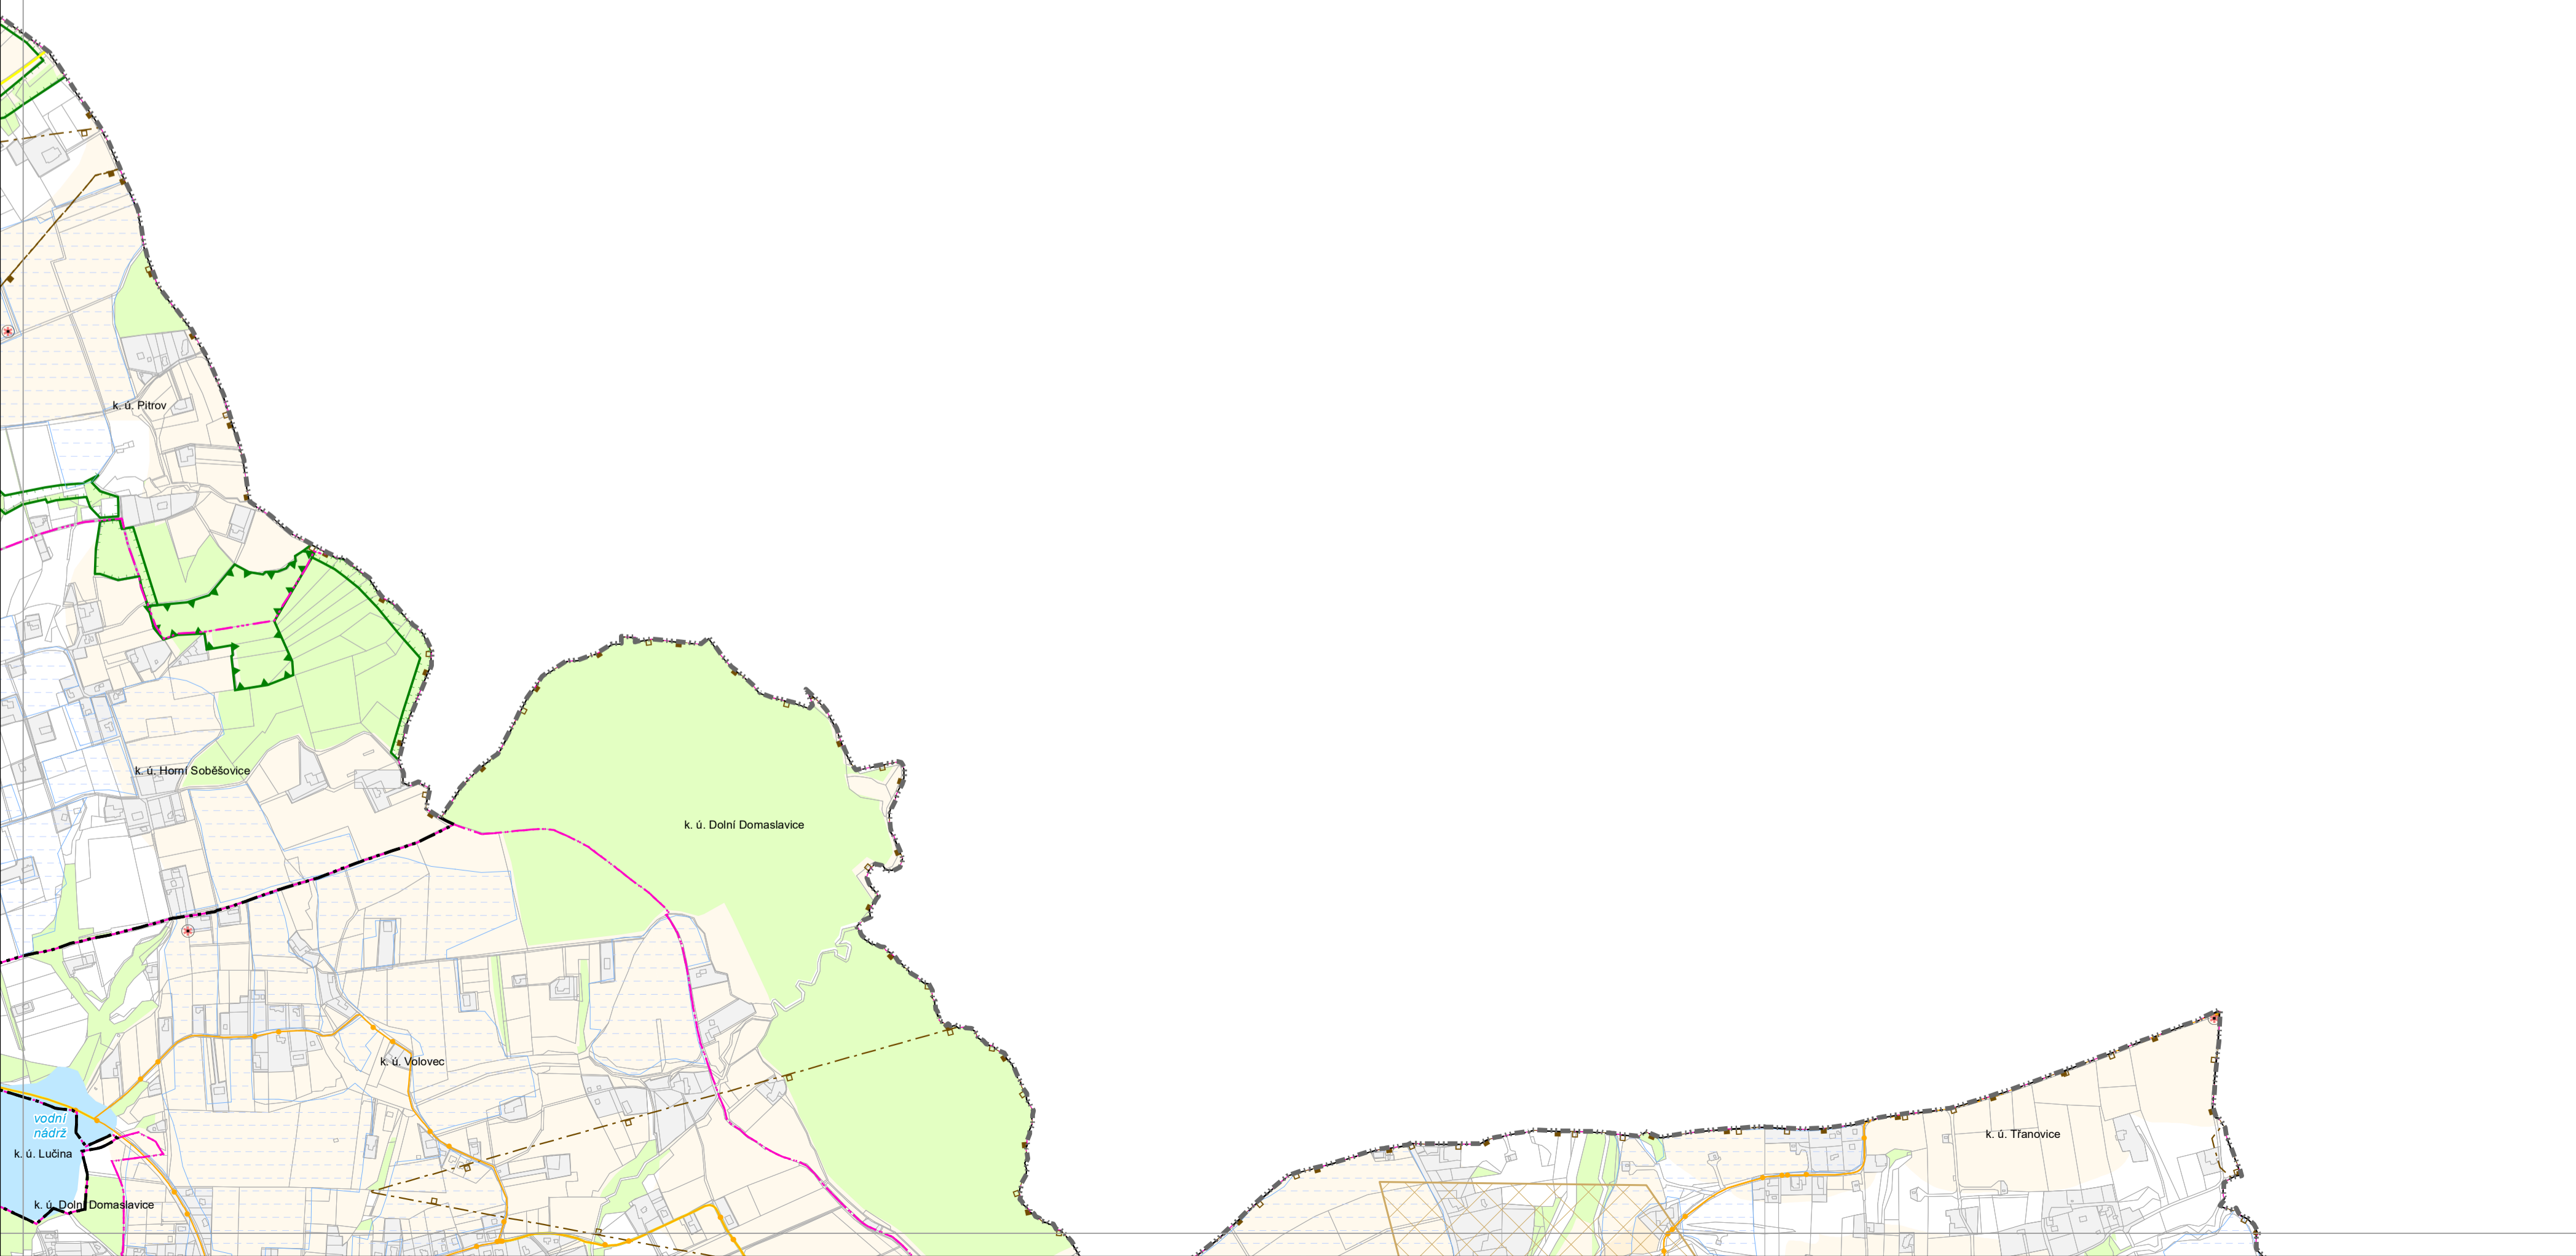 k. ú. Pitrov
k. ú. Horní Soběšovice
k. ú. Dolní Domaslavice
k. ú. Volovec
vodní
nádrž
k. ú. Třanovice
k. ú. Lučina
k. ú. Dolní Domaslavice